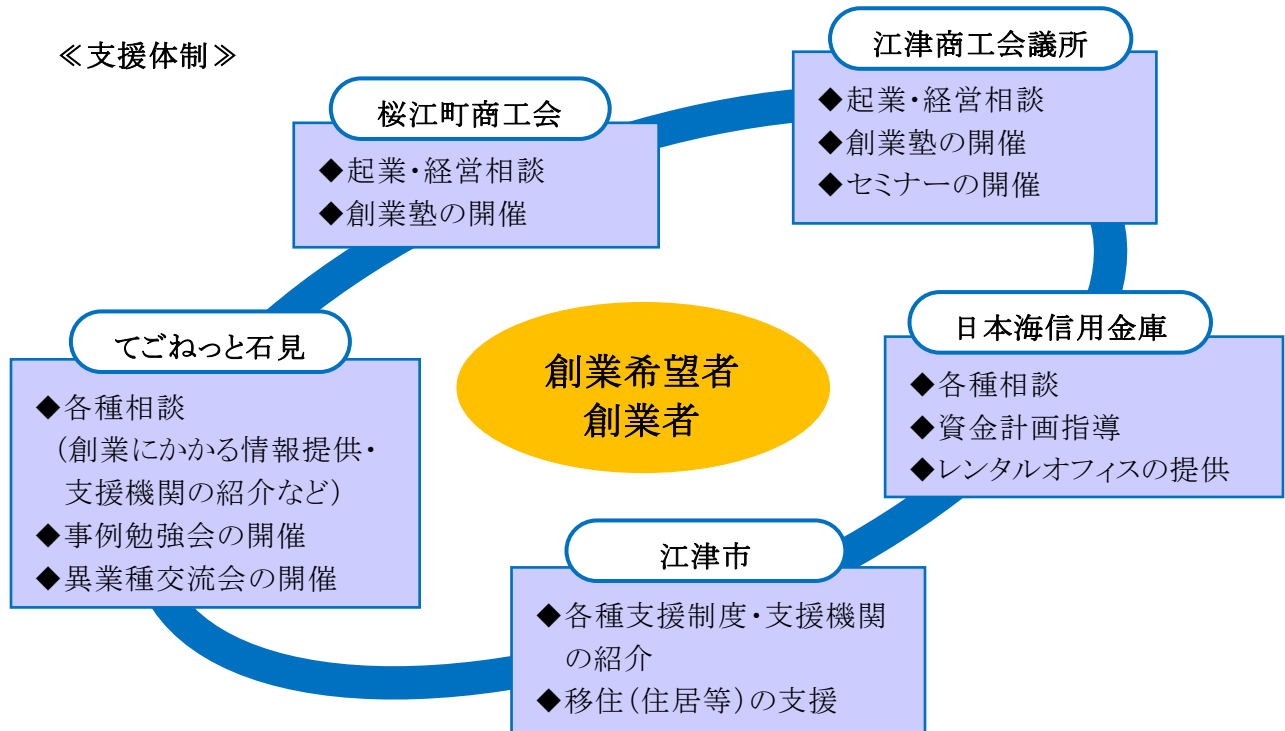 ≪支援体制≫
江津商工会議所
◆起業・経営相談
◆創業塾の開催
◆セミナーの開催
桜江町商工会
◆起業・経営相談
◆創業塾の開催
てごねっと石見
◆各種相談
(創業にかかる情報提供・
支援機関の紹介など)
◆事例勉強会の開催
◆異業種交流会の開催
創業希望者
創業者
日本海信用金庫
◆各種相談
◆資金計画指導
◆レンタルオフィスの提供
江津市
◆各種支援制度・支援機関
の紹介
◆移住(住居等)の支援